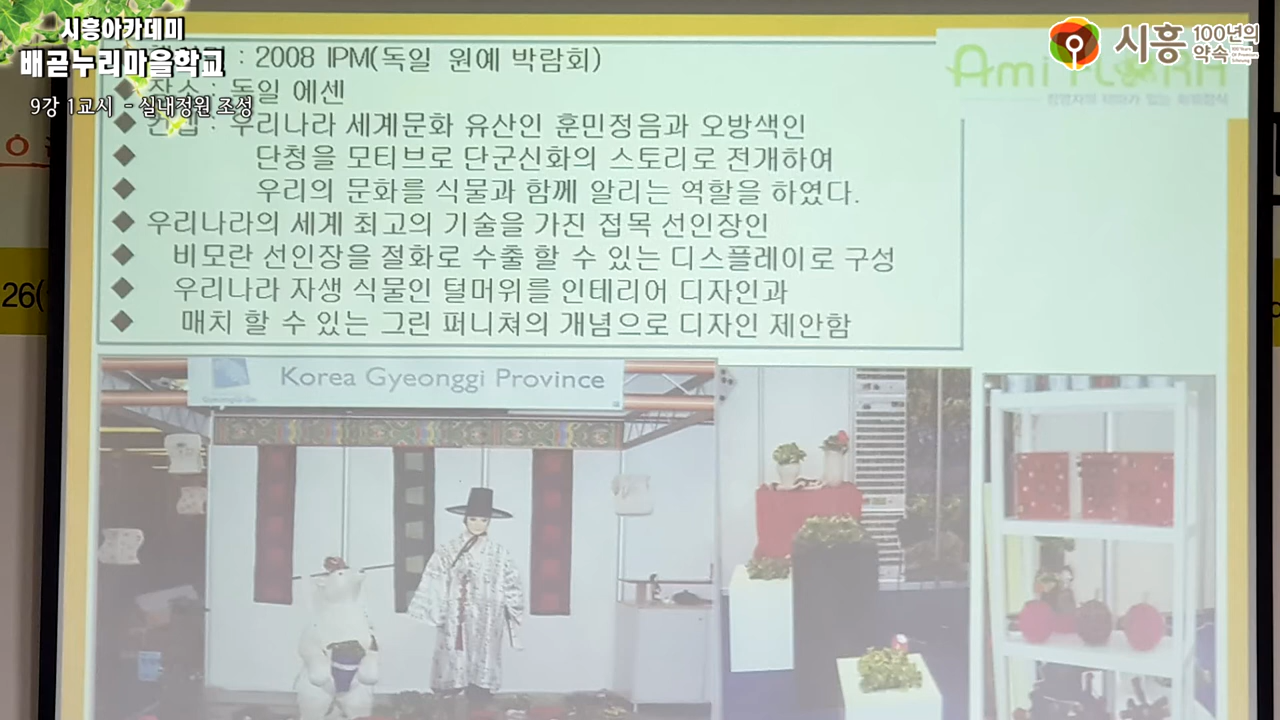 시흥아카데미
배곧누리마을학교
9강 1교시 - 실내정원 조성
시흥 100년의 약속
: 2008 IPM(독일 원예 박람회)
장소 : 독일 에센
컨셉 : 우리나라 세계문화 유산인 훈민정음과 오방색인
단청을 모티브로 단군신화의 스토리로 전개하여
우리의 문화를 식물과 함께 알리는 역할을 하였다.
우리나라의 세계 최고의 기술을 가진 접목 선인장인
비모란 선인장을 절화로 수출 할 수 있는 디스플레이로 구성
우리나라 자생 식물인 털머위를 인테리어 디자인과
매치 할 수 있는 그린 퍼니쳐의 개념으로 디자인 제안함
Korea Gyeonggi Province
26(